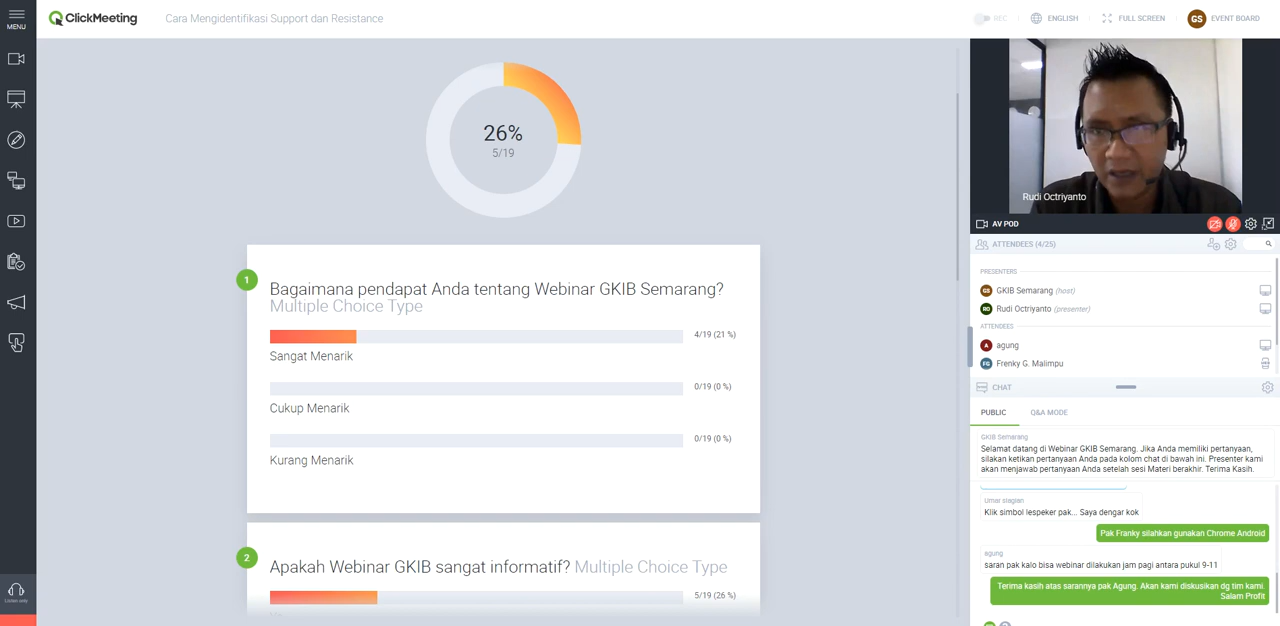 MENU
ClickMeeting
Cara Mengidentifikasi Support dan Resistance
REC
ENGLISH
FULL SCREEN
GS
EVENT BOARD
26%
5/19
1
Bagaimana pendapat Anda tentang Webinar GKIB Semarang?
Multiple Choice Type
4/19 (21 %)
Sangat Menarik
0/19 (0 %)
Cukup Menarik
0/19 (0 %)
Kurang Menarik
2
Apakah Webinar GKIB sangat informatif? Multiple Choice Type
5/19 (26 %)
Listen only
Rudi Octriyanto
AV POD
ATTENDEES (4/25)
PRESENTERS
GS GKIB Semarang (host)
RO Rudi Octriyanto (presenter)
ATTENDEES
A agung
FG Frenky G. Malimpu
CHAT
PUBLIC
Q&A MODE
GKIB Semarang
Selamat datang di Webinar GKIB Semarang. Jika Anda memiliki pertanyaan,
silakan ketikan pertanyaan Anda pada kolom chat di bawah ini. Presenter kami
akan menjawab pertanyaan Anda setelah sesi Materi berakhir. Terima Kasih.
Umar siagian
Klik simbol lespeker pak... Saya dengar kok
Pak Franky silahkan gunakan Chrome Android
agung
saran pak kalo bisa webinar dilakukan jam pagi antara pukul 9-11
Terima kasih atas sarannya pak Agung. Akan kami diskusikan dg tim kami.
Salam Profit